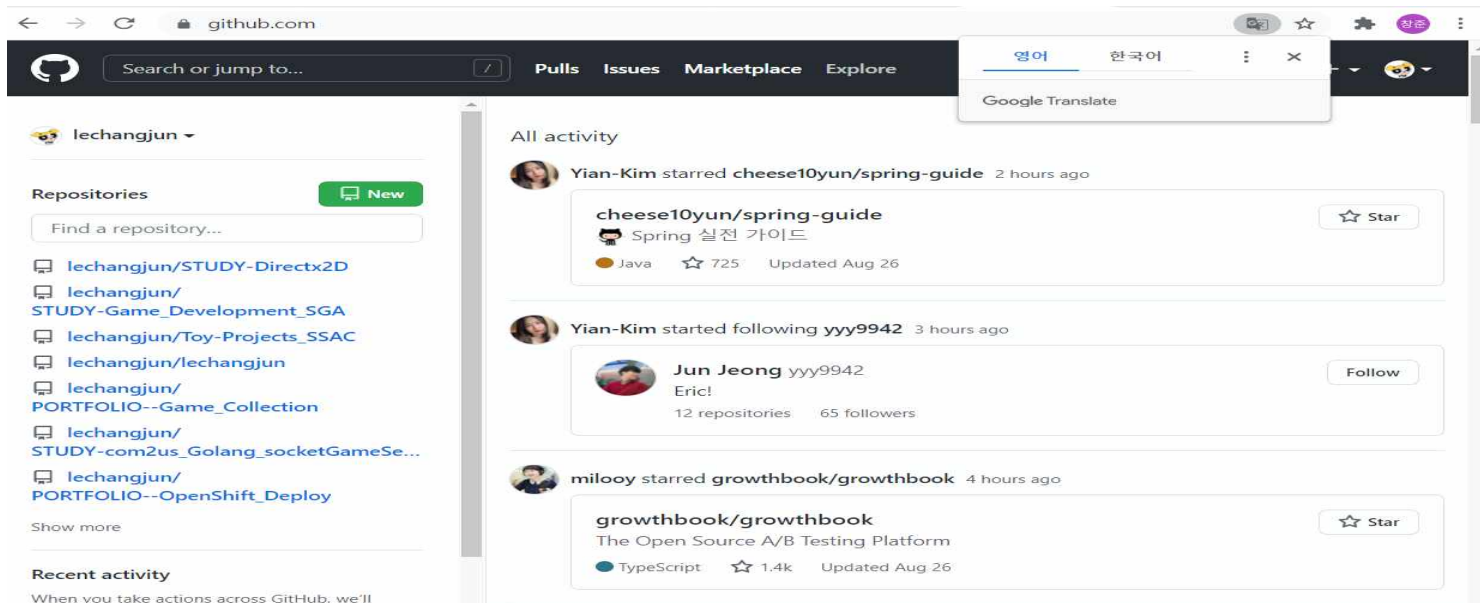 github.com
창준
Search or jump to...
/
Pulls Issues Marketplace Explore
영어 한국어
Google Translate
lechangjun
Repositories
New
Find a repository...
lechangjun/STUDY-Directx2D
lechangjun/
STUDY-Game_Development_SGA
lechangjun/Toy-Projects_SSAC
lechangjun/lechangjun
lechangjun/
PORTFOLIO--Game_Collection
lechangjun/
STUDY-com2us_Golang_socketGameSe...
lechangjun/
PORTFOLIO--OpenShift_Deploy
Show more
Recent activity
When you take actions across GitHub, we'll
All activity
Yian-Kim starred cheese10yun/spring-guide 2 hours ago
cheese10yun/spring-guide
Star
Spring 실전 가이드
Java 725 Updated Aug 26
Yian-Kim started following yyy9942 3 hours ago
Jun Jeong yyy9942
Follow
Eric!
12 repositories 65 followers
milooy starred growthbook/growthbook 4 hours ago
growthbook/growthbook
Star
The Open Source A/B Testing Platform
TypeScript 1.4k Updated Aug 26